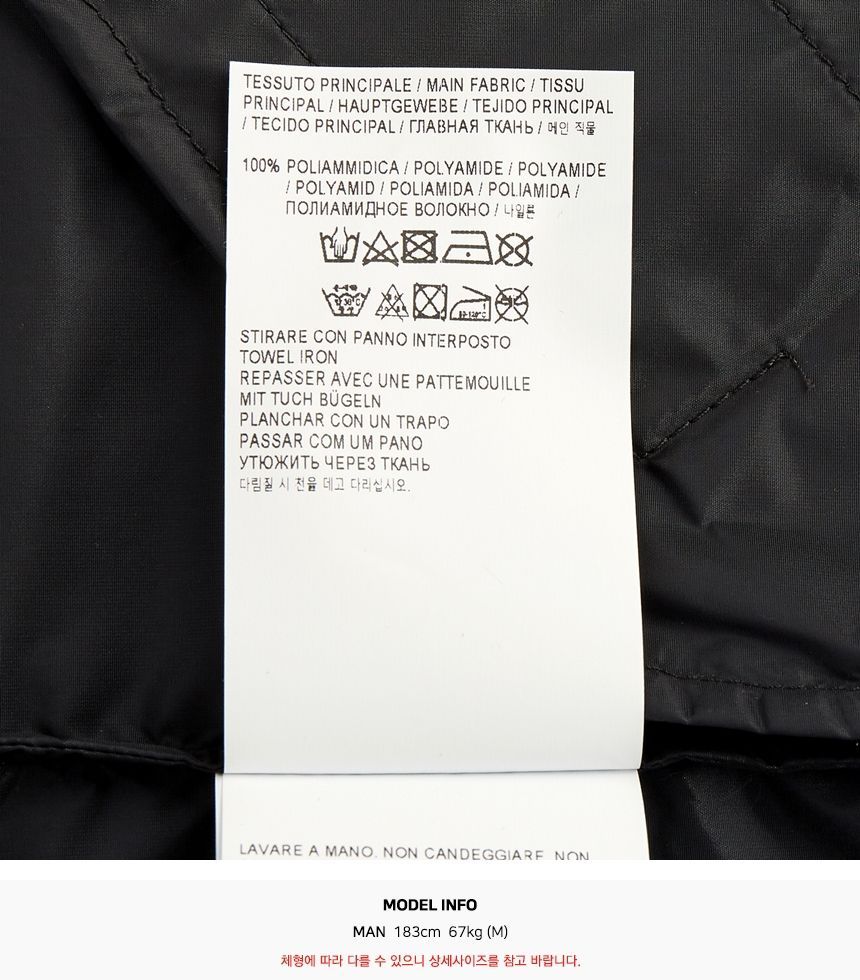 TESSUTO PRINCIPALE / MAIN FABRIC / TISSU
PRINCIPAL / HAUPTGEWEBE / TEJIDO PRINCIPAL
/ TECIDO PRINCIPAL / ГЛАВНАЯ ТКАНЬ / 메인 직물
100% POLIAMMIDICA / POLYAMIDE / POLYAMIDE
/ POLYAMID / POLIAMIDA / POLIAMIDA /
ПОЛИАМИДНОЕ ВОЛОКНО / 나일론
STIRARE CON PANNO INTERPOSTO
TOWEL IRON
REPASSER AVEC UNE PATTEMOUILLE
MIT TUCH BÜGELN
PLANCHAR CON UN TRAPO
PASSAR COM UM PANO
УТЮЖИТЬ ЧЕРЕЗ ТКАНЬ
다림질 시 천을 데고 다리십시오.
LAVARE A MANO. NON CANDEGGIARE. NON
MODEL INFO
MAN 183cm 67kg (M)
체형에 따라 다를 수 있으니 상세사이즈를 참고 바랍니다.